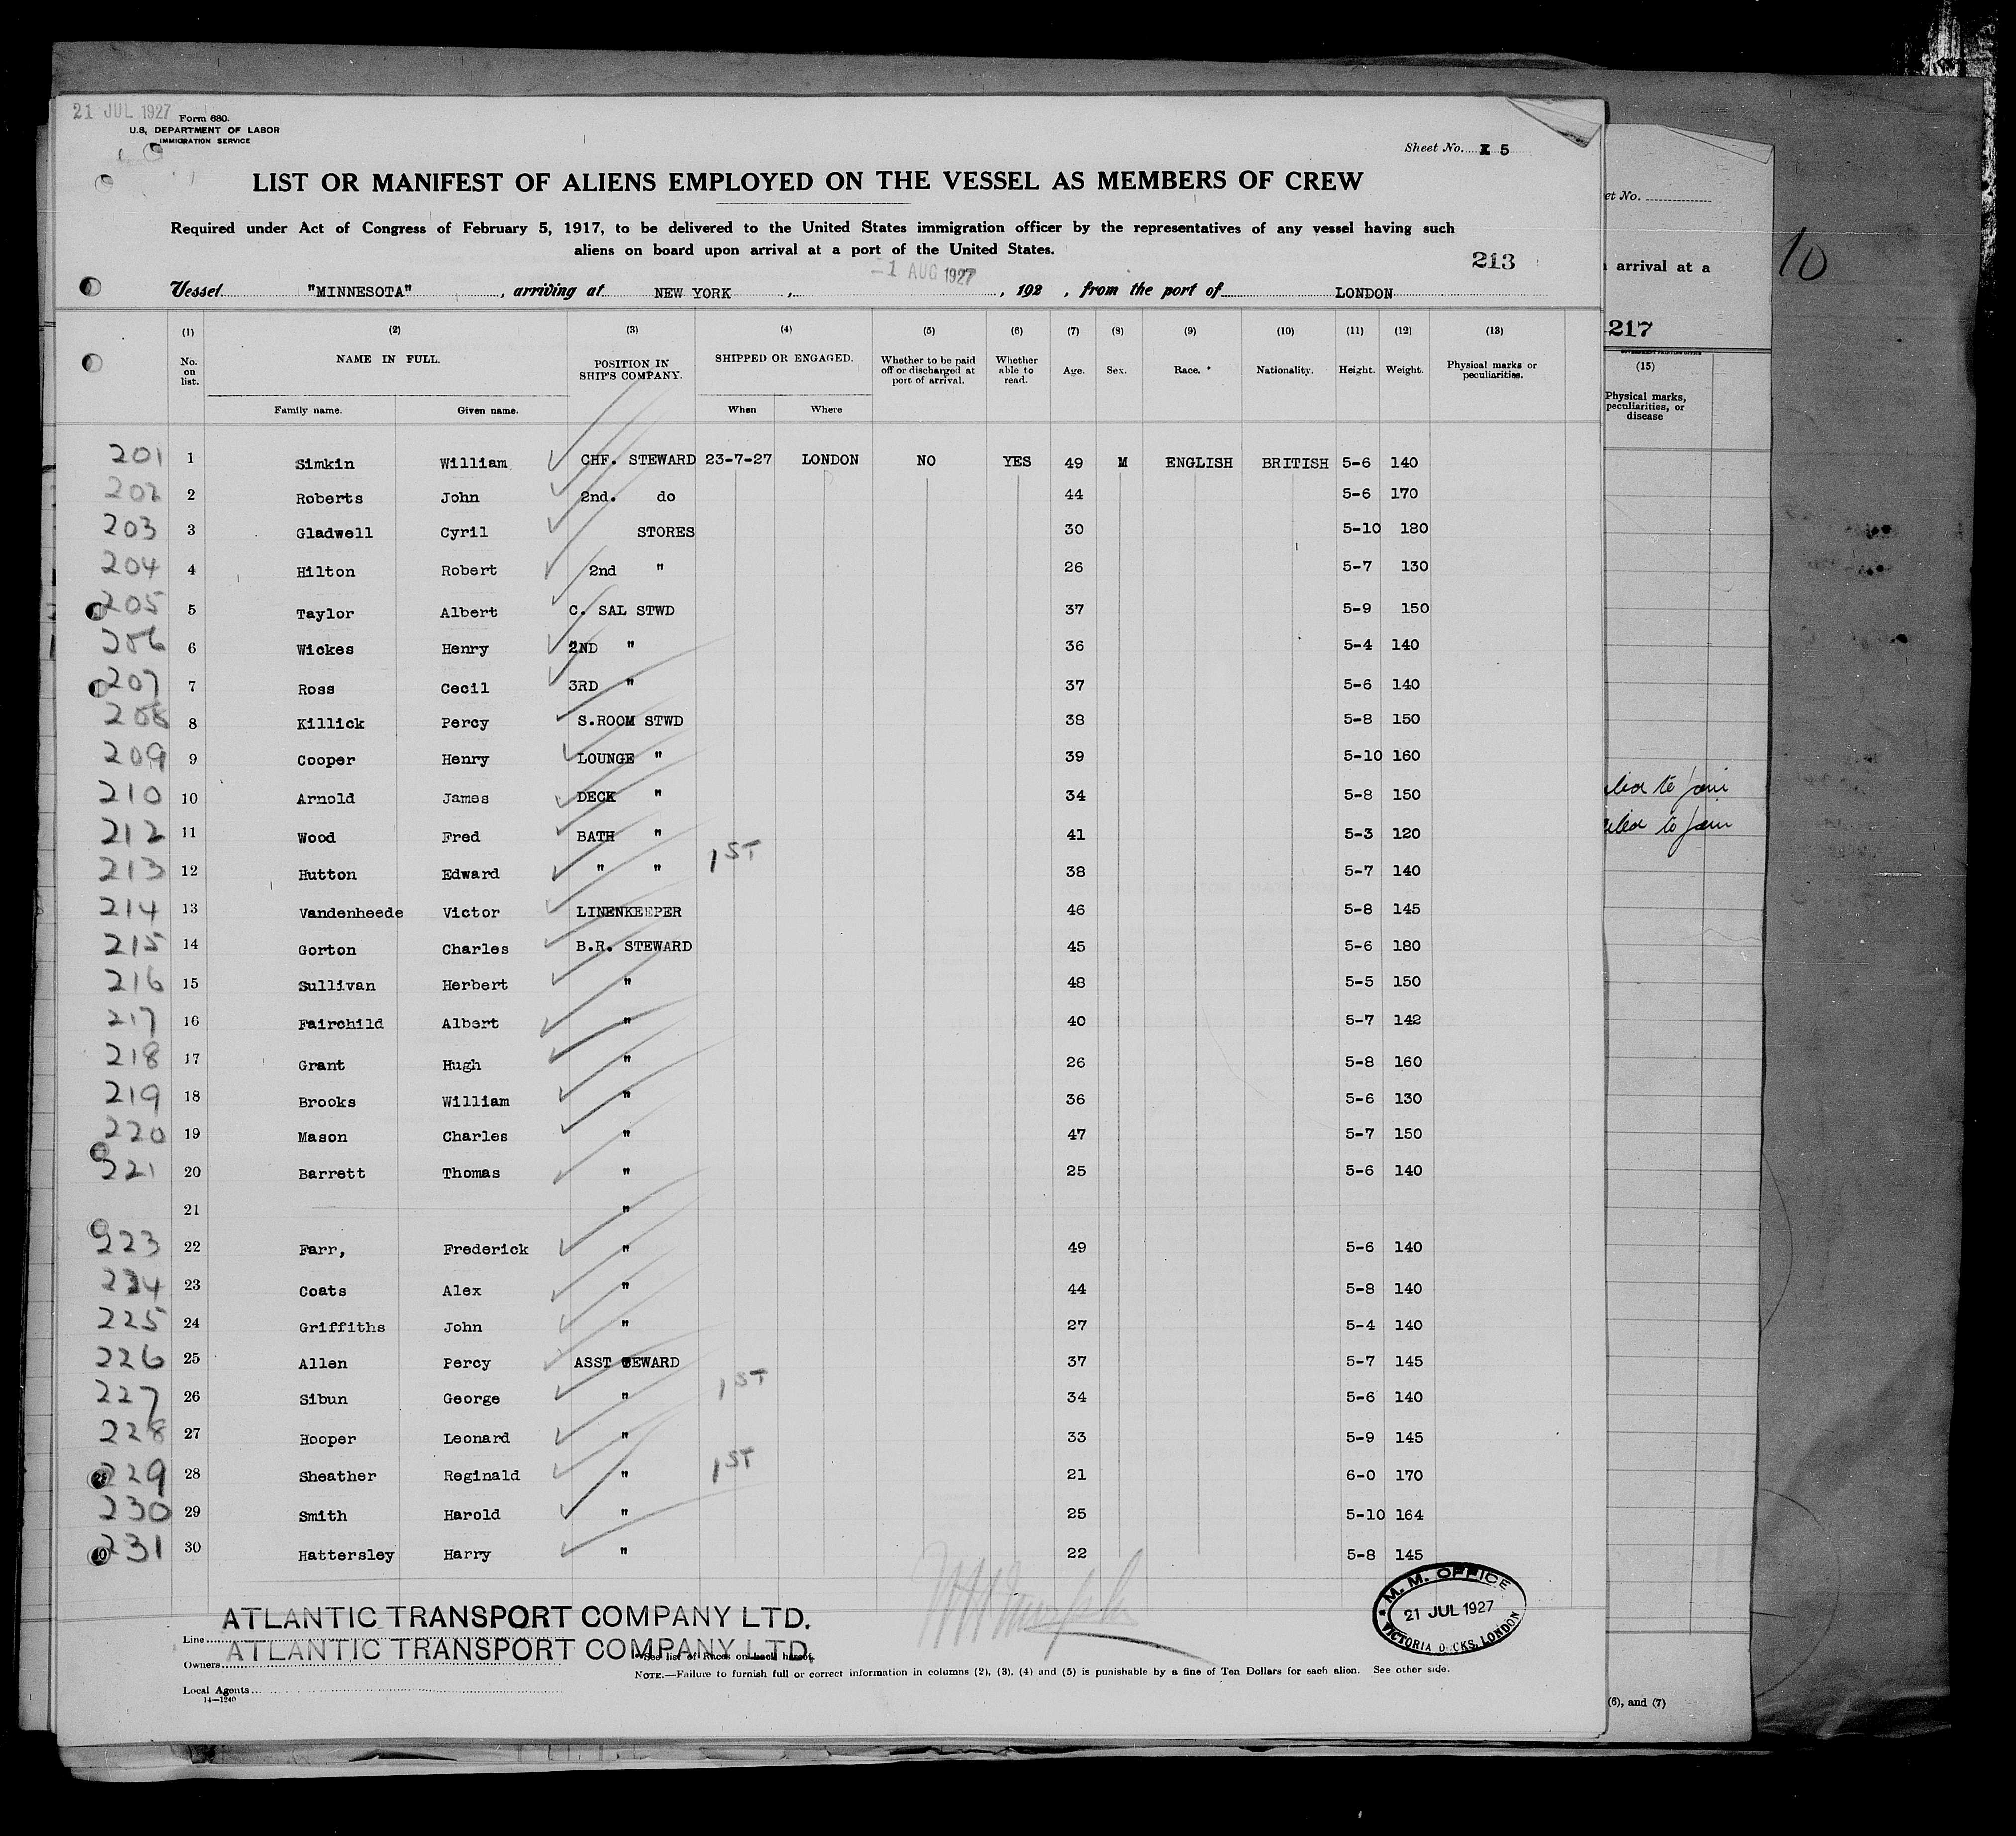 21 JUL 1927
Form 680.
U.S. DEPARTMENT OF LABOR
IMMIGRATION SERVICE
Sheet No. 5
LIST OR MANIFEST OF ALIENS EMPLOYED ON THE VESSEL AS MEMBERS OF CREW
Required under Act of Congress of February 5, 1917, to be delivered to the United States immigration officer by the representatives of any vessel having such
aliens on board upon arrival at a port of the United States.
213
-1 AUG 1927
Vessel "MINNESOTA" , arriving at NEW YORK , , 192 , from the port of LONDON
(1) (2) (3) (4) (5) (6) (7) (8) (9) (10) (11) (12) (13)
No. on list. NAME IN FULL. POSITION IN SHIP'S COMPANY. SHIPPED OR ENGAGED. Whether to be paid off or discharged at port of arrival. Whether able to read. Age. Sex. Race. * Nationality. Height. Weight. Physical marks or peculiarities.
Family name. Given name. When Where
201 1 Simkin William CHF. STEWARD 23-7-27 LONDON NO YES 49 M ENGLISH BRITISH 5-6 140
202 2 Roberts John 2nd. do 44 5-6 170
203 3 Gladwell Cyril STORES 30 5-10 180
204 4 Hilton Robert 2nd " 26 5-7 130
205 5 Taylor Albert C. SAL STWD 37 5-9 150
206 6 Wickes Henry 2ND " 36 5-4 140
207 7 Ross Cecil 3RD " 37 5-6 140
208 8 Killick Percy S.ROOM STWD 38 5-8 150
209 9 Cooper Henry LOUNGE " 39 5-10 160
210 10 Arnold James DECK " 34 5-8 150
212 11 Wood Fred BATH " 41 5-3 120
213 12 Hutton Edward " " 1ST 38 5-7 140
214 13 Vandenheede Victor LINENKEEPER 46 5-8 145
215 14 Gorton Charles B.R. STEWARD 45 5-6 180
216 15 Sullivan Herbert " 48 5-5 150
217 16 Fairchild Albert " 40 5-7 142
218 17 Grant Hugh " 26 5-8 160
219 18 Brooks William " 36 5-6 130
220 19 Mason Charles " 47 5-7 150
221 20 Barrett Thomas " 25 5-6 140
21 "
223 22 Farr, Frederick " 49 5-6 140
224 23 Coats Alex " 44 5-8 140
225 24 Griffiths John " 27 5-4 140
226 25 Allen Percy ASST TEWARD 37 5-7 145
227 26 Sibun George " 1ST 34 5-6 140
228 27 Hooper Leonard " 33 5-9 145
229 28 Sheather Reginald " 1ST 21 6-0 170
230 29 Smith Harold " 25 5-10 164
231 30 Hattersley Harry " 22 5-8 145
ATLANTIC TRANSPORT COMPANY LTD.
Line
ATLANTIC TRANSPORT COMPANY LTD.
Owners
* See list of Races on back hereof.
NOTE.—Failure to furnish full or correct information in columns (2), (3), (4) and (5) is punishable by a fine of Ten Dollars for each alien. See other side.
Local Agents
14—1240
M. M. OFFICE
21 JUL 1927
VICTORIA DOCKS, LONDON
et No.
10
arrival at a
217
(15)
Physical marks, peculiarities, or disease
to join
to join
(6), and (7)